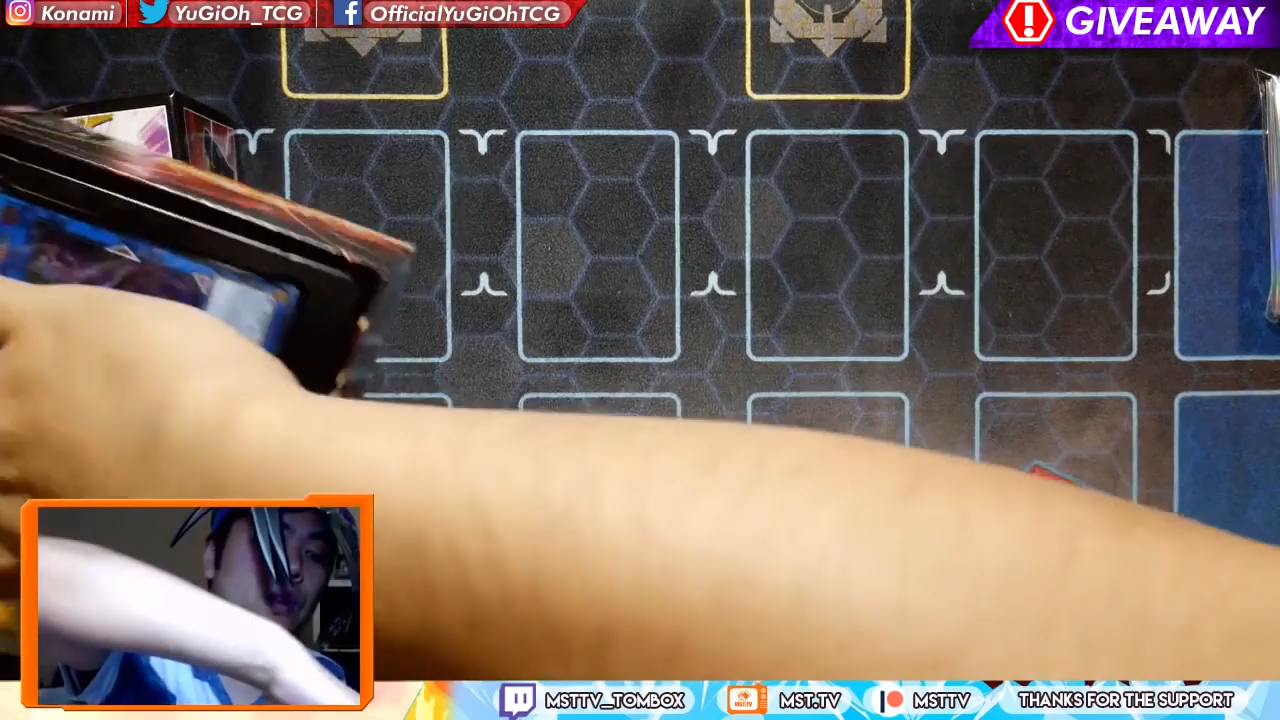 Konami YuGiOh_TCG OfficialYuGiOhTCG
GIVEAWAY
MSTTV_TOMBOX MST.TV MSTTV THANKS FOR THE SUPPORT